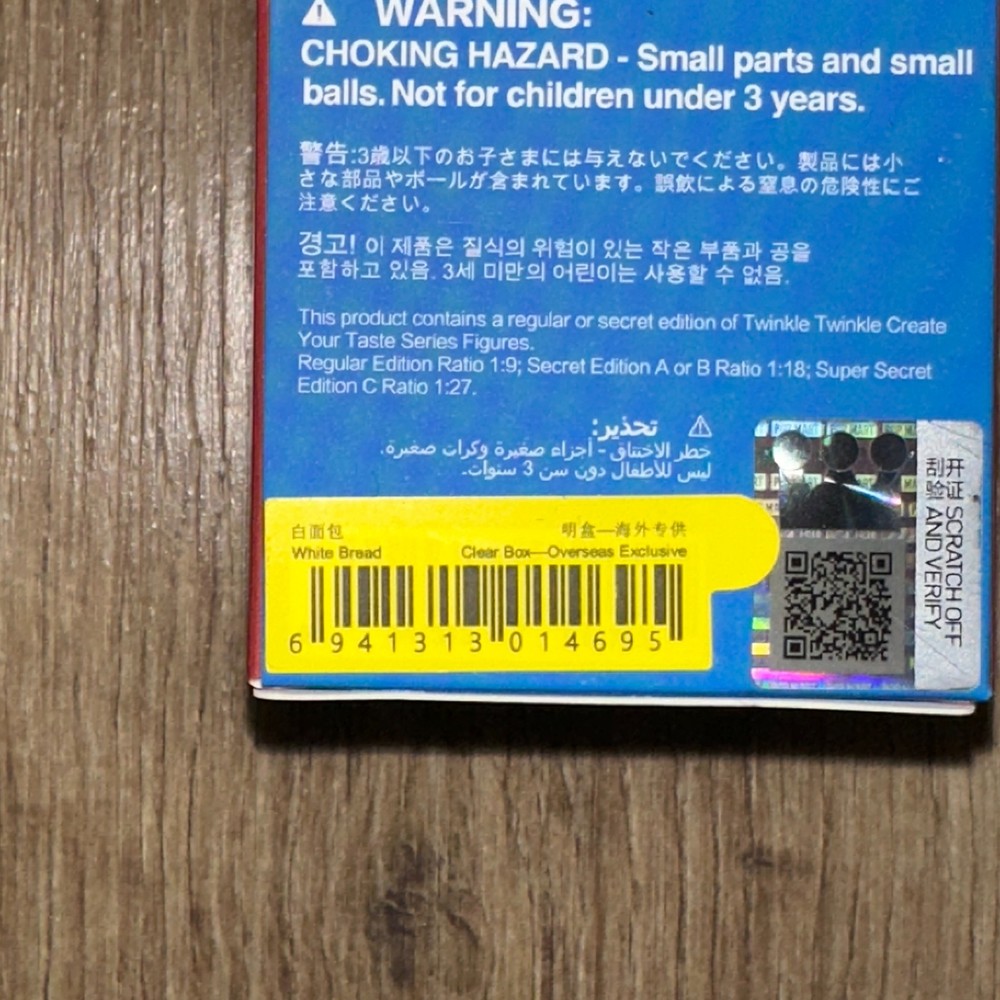 ⚠ WARNING:
CHOKING HAZARD - Small parts and small
balls. Not for children under 3 years.
警告:3歳以下のお子さまには与えないでください。製品には小
さな部品やボールが含まれています。誤飲による窒息の危険性にご
注意ください。
경고! 이 제품은 질식의 위험이 있는 작은 부품과 공을
포함하고 있음. 3세 미만의 어린이는 사용할 수 없음.
This product contains a regular or secret edition of Twinkle Twinkle Create
Your Taste Series Figures.
Regular Edition Ratio 1:9; Secret Edition A or B Ratio 1:18; Super Secret
Edition C Ratio 1:27.
⚠ تحذير:
خطر الاختناق - أجزاء صغيرة وكرات صغيرة.
ليس للأطفال دون سن 3 سنوات.
白面包 明盒—海外专供
White Bread Clear Box—Overseas Exclusive
6 941313 014695
刮开验证 SCRATCH OFF
AND VERIFY